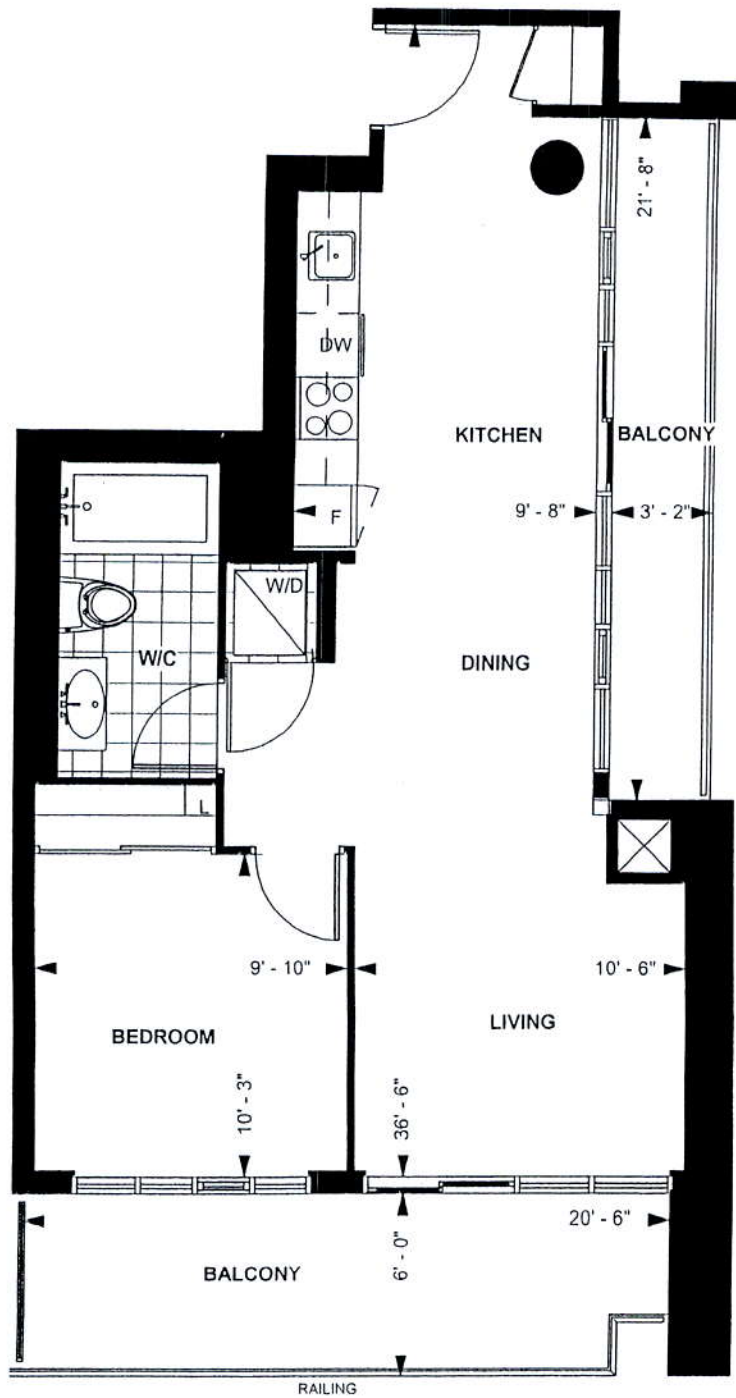 21' - 8"
DW
KITCHEN
BALCONY
F
9' - 8"
3' - 2"
W/D
W/C
DINING
L
9' - 10"
10' - 6"
LIVING
BEDROOM
10' - 3"
36' - 6"
20' - 6"
6' - 0"
BALCONY
RAILING